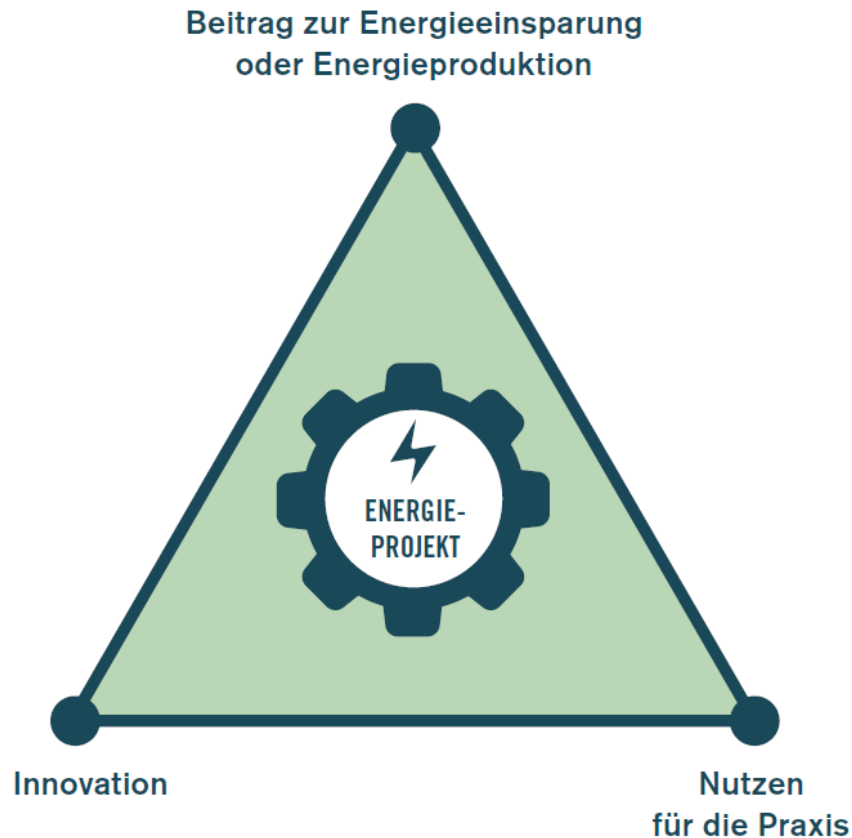 Beitrag zur Energieeinsparung
oder Energieproduktion
ENERGIE-
PROJEKT
Innovation
Nutzen
für die Praxis